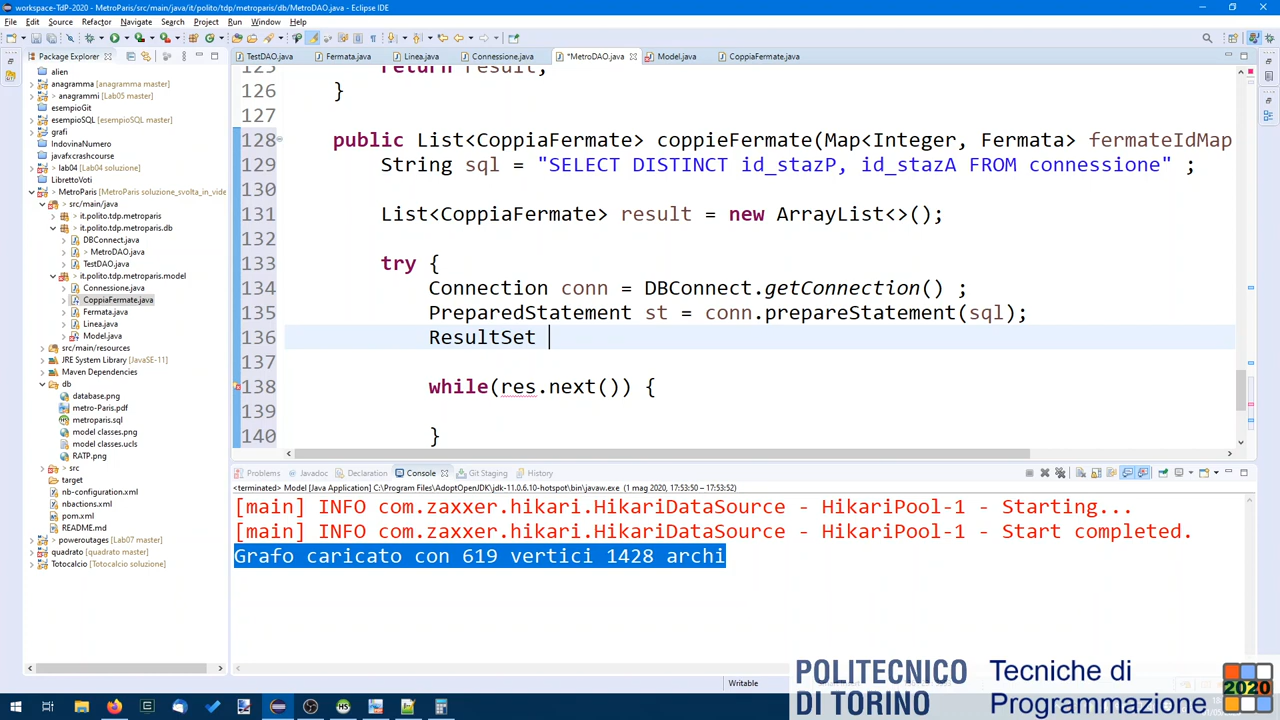 workspace-TdP-2020 - MetroParis/src/main/java/it/polito/tdp/metroparis/db/MetroDAO.java - Eclipse IDE
File Edit Source Refactor Navigate Search Project Run Window Help
Package Explorer
TestDAO.java Fermata.java Linea.java Connessione.java *MetroDAO.java Model.java CoppiaFermate.java
alien
anagramma [anagramma master]
> anagrammi [Lab05 master]
esempioGit
esempioSQL [esempioSQL master]
grafi
IndovinaNumero
javafxcrashcourse
lab04 [Lab04 soluzione]
LibrettoVoti
MetroParis [MetroParis soluzione_svolta_in_vide
src/main/java
it.polito.tdp.metroparis
it.polito.tdp.metroparis.db
DBConnect.java
> MetroDAO.java
TestDAO.java
it.polito.tdp.metroparis.model
Connessione.java
CoppiaFermate.java
Fermata.java
Linea.java
Model.java
src/main/resources
JRE System Library [JavaSE-11]
Maven Dependencies
db
database.png
metro-Paris.pdf
metroparis.sql
model classes.png
model classes.ucls
RATP.png
src
target
nb-configuration.xml
nbactions.xml
pom.xml
README.md
> poweroutages [Lab07 master]
quadrato [quadrato master]
Totocalcio [Totocalcio soluzione]
125 return result;
126 }
127
128 public List<CoppiaFermate> coppieFermate(Map<Integer, Fermata> fermateIdMap
129 String sql = "SELECT DISTINCT id_stazP, id_stazA FROM connessione" ;
130
131 List<CoppiaFermate> result = new ArrayList<>();
132
133 try {
134 Connection conn = DBConnect.getConnection() ;
135 PreparedStatement st = conn.prepareStatement(sql);
136 ResultSet
137
138 while(res.next()) {
139
140 }
Problems Javadoc Declaration Console Git Staging History
<terminated> Model [Java Application] C:\Program Files\AdoptOpenJDK\jdk-11.0.6.10-hotspot\bin\javaw.exe (1 mag 2020, 17:53:50 – 17:53:52)
[main] INFO com.zaxxer.hikari.HikariDataSource - HikariPool-1 - Starting...
[main] INFO com.zaxxer.hikari.HikariDataSource - HikariPool-1 - Start completed.
Grafo caricato con 619 vertici 1428 archi
Writable
POLITECNICO
DI TORINO
Tecniche di
Programmazione
2020